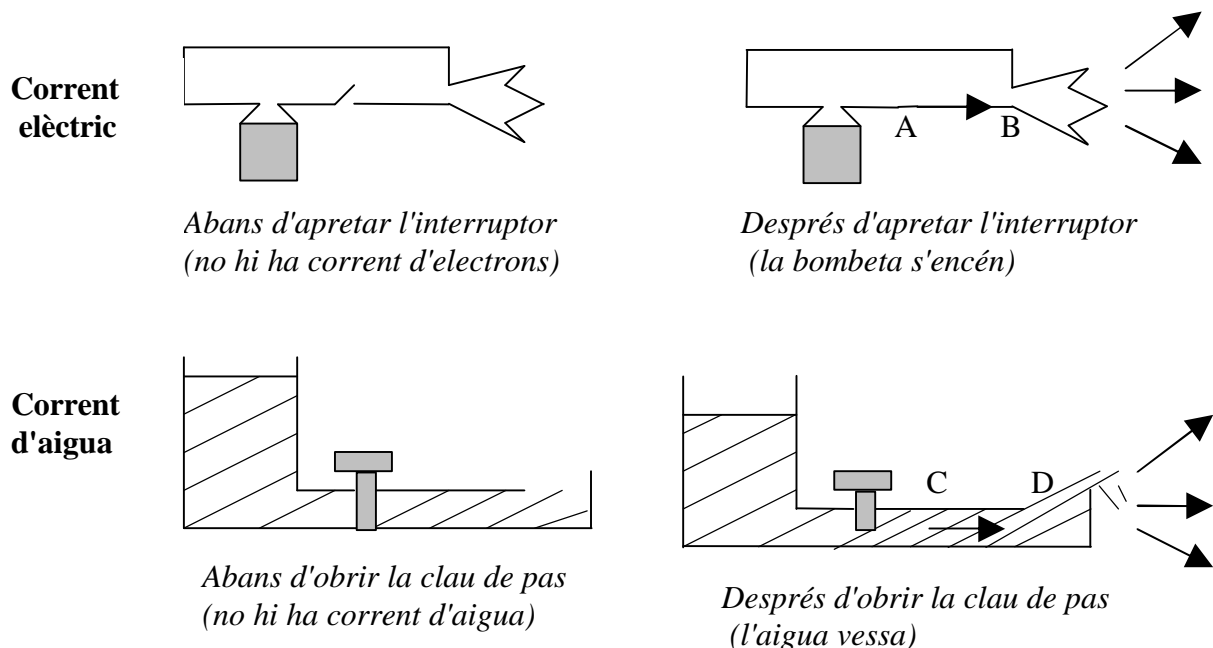 Corrent
elèctric
A B
Abans d'apretar l'interruptor
(no hi ha corrent d'electrons)
Després d'apretar l'interruptor
(la bombeta s'encén)
Corrent
d'aigua
C D
Abans d'obrir la clau de pas
(no hi ha corrent d'aigua)
Després d'obrir la clau de pas
(l'aigua vessa)